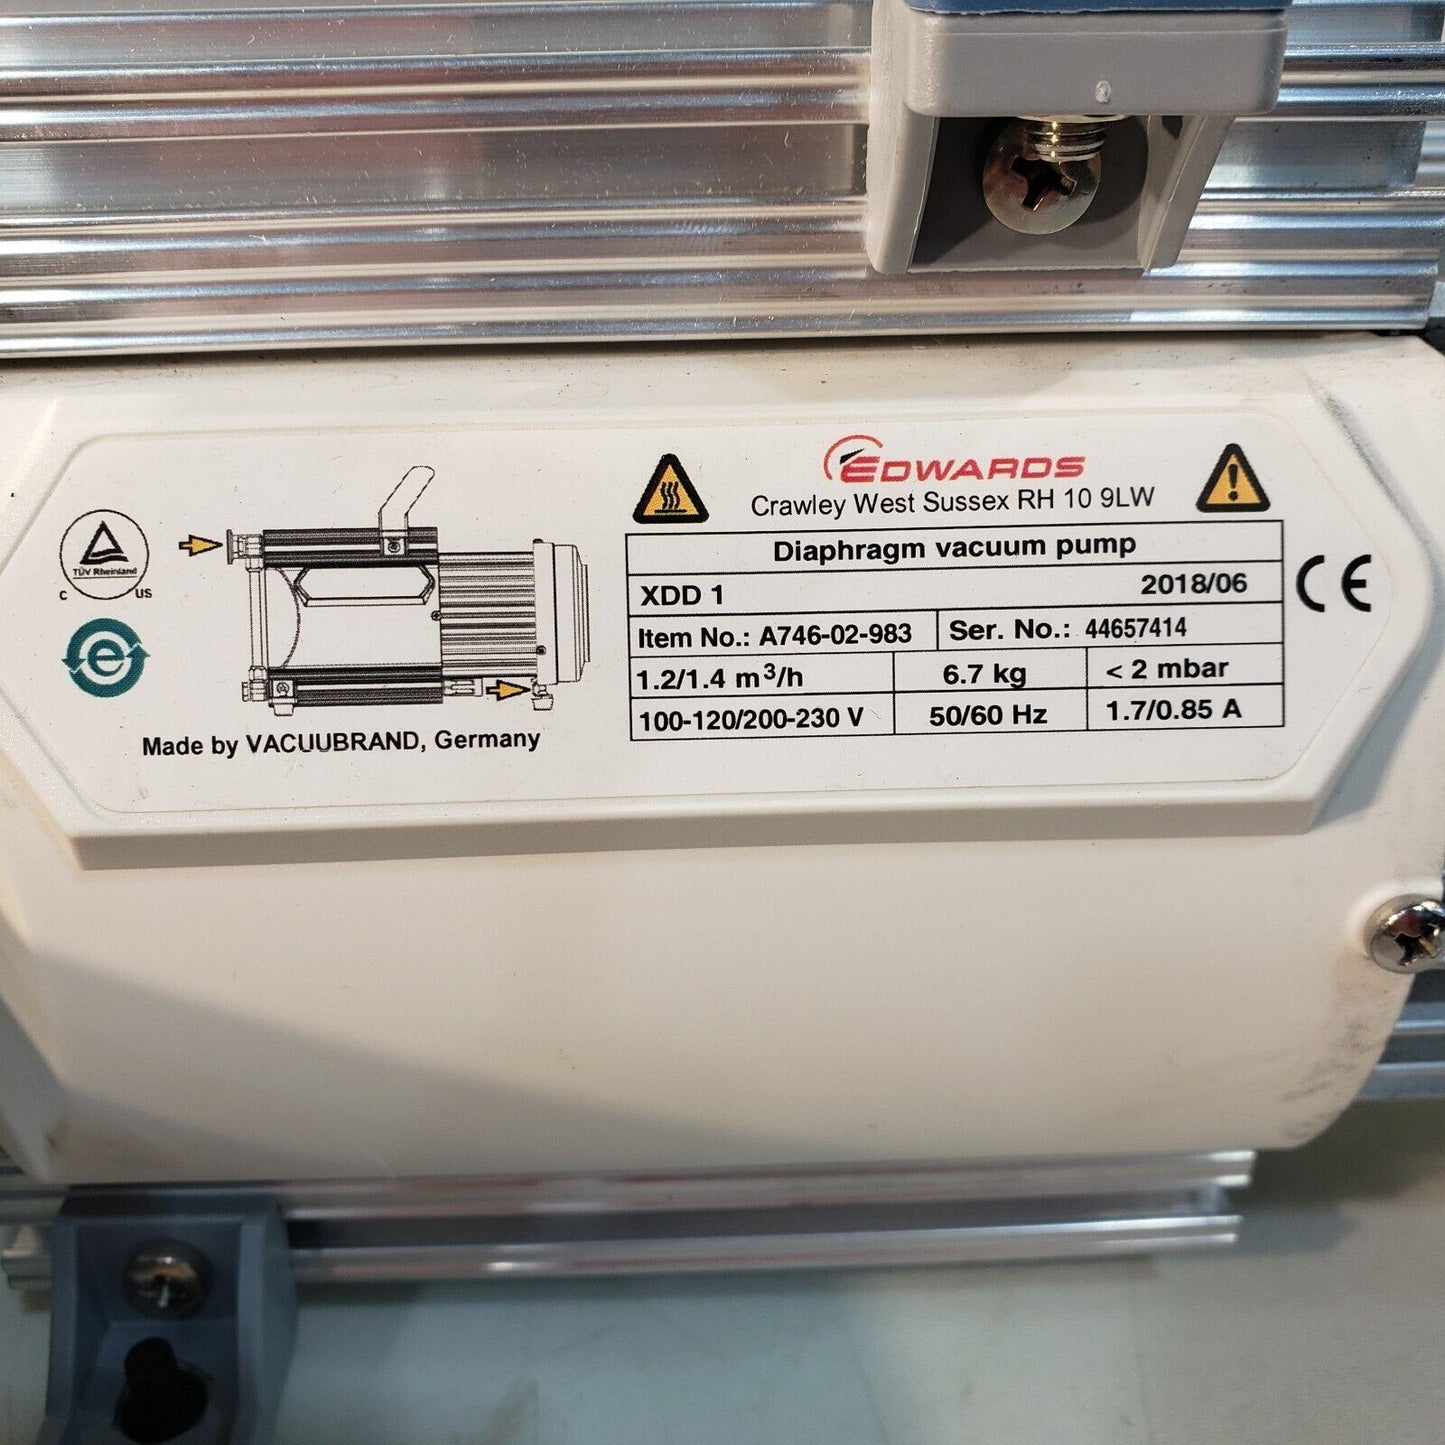 EDWARDS
Crawley West Sussex RH 10 9LW
TÜV Rheinland
C US
e
Made by VACUUBRAND, Germany
Diaphragm vacuum pump
XDD 1 2018/06
Item No.: A746-02-983 Ser. No.: 44657414
1.2/1.4 m³/h 6.7 kg < 2 mbar
100-120/200-230 V 50/60 Hz 1.7/0.85 A
CE